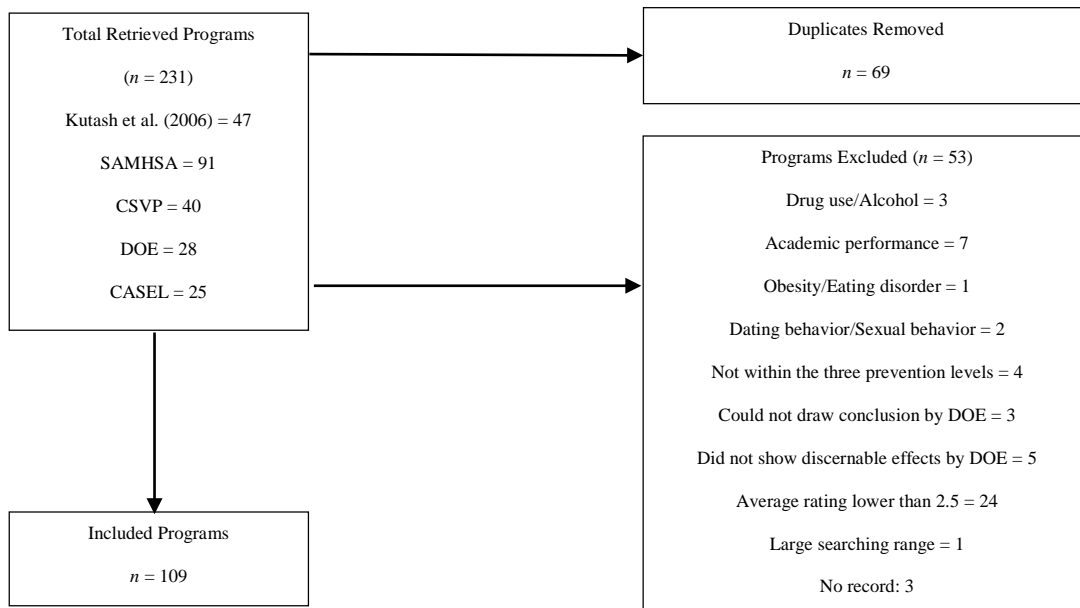 Total Retrieved Programs
(n = 231)
Kutash et al. (2006) = 47
SAMHSA = 91
CSVP = 40
DOE = 28
CASEL = 25
Duplicates Removed
n = 69
Programs Excluded (n = 53)
Drug use/Alcohol = 3
Academic performance = 7
Obesity/Eating disorder = 1
Dating behavior/Sexual behavior = 2
Not within the three prevention levels = 4
Could not draw conclusion by DOE = 3
Did not show discernable effects by DOE = 5
Average rating lower than 2.5 = 24
Large searching range = 1
No record: 3
Included Programs
n = 109